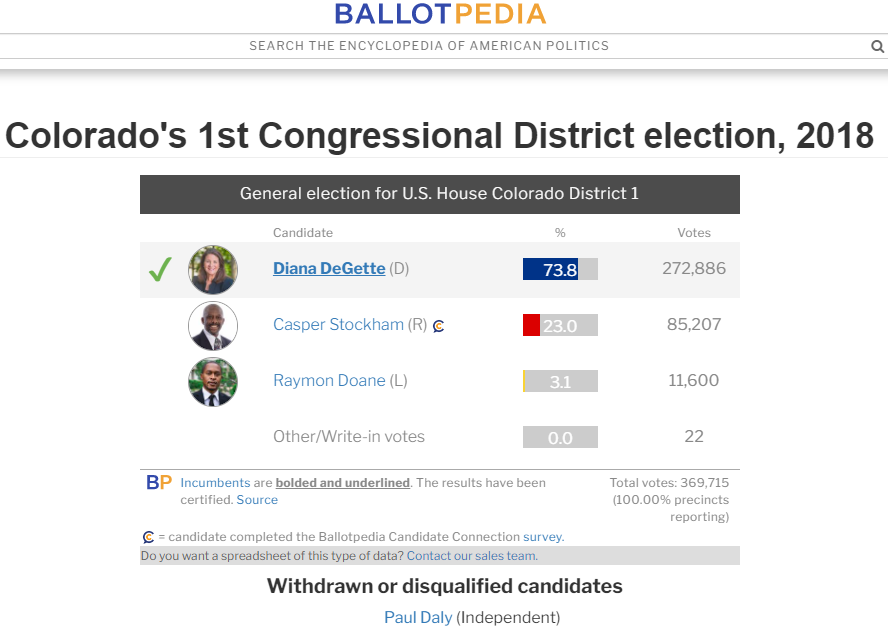 BALLOTPEDIA
SEARCH THE ENCYCLOPEDIA OF AMERICAN POLITICS
Colorado's 1st Congressional District election, 2018
General election for U.S. House Colorado District 1
Candidate % Votes
Diana DeGette (D) 73.8 272,886
Casper Stockham (R) 23.0 85,207
Raymon Doane (L) 3.1 11,600
Other/Write-in votes 0.0 22
BP Incumbents are bolded and underlined. The results have been
certified. Source
Total votes: 369,715
(100.00% precincts
reporting)
C = candidate completed the Ballotpedia Candidate Connection survey.
Do you want a spreadsheet of this type of data? Contact our sales team.
Withdrawn or disqualified candidates
Paul Daly (Independent)